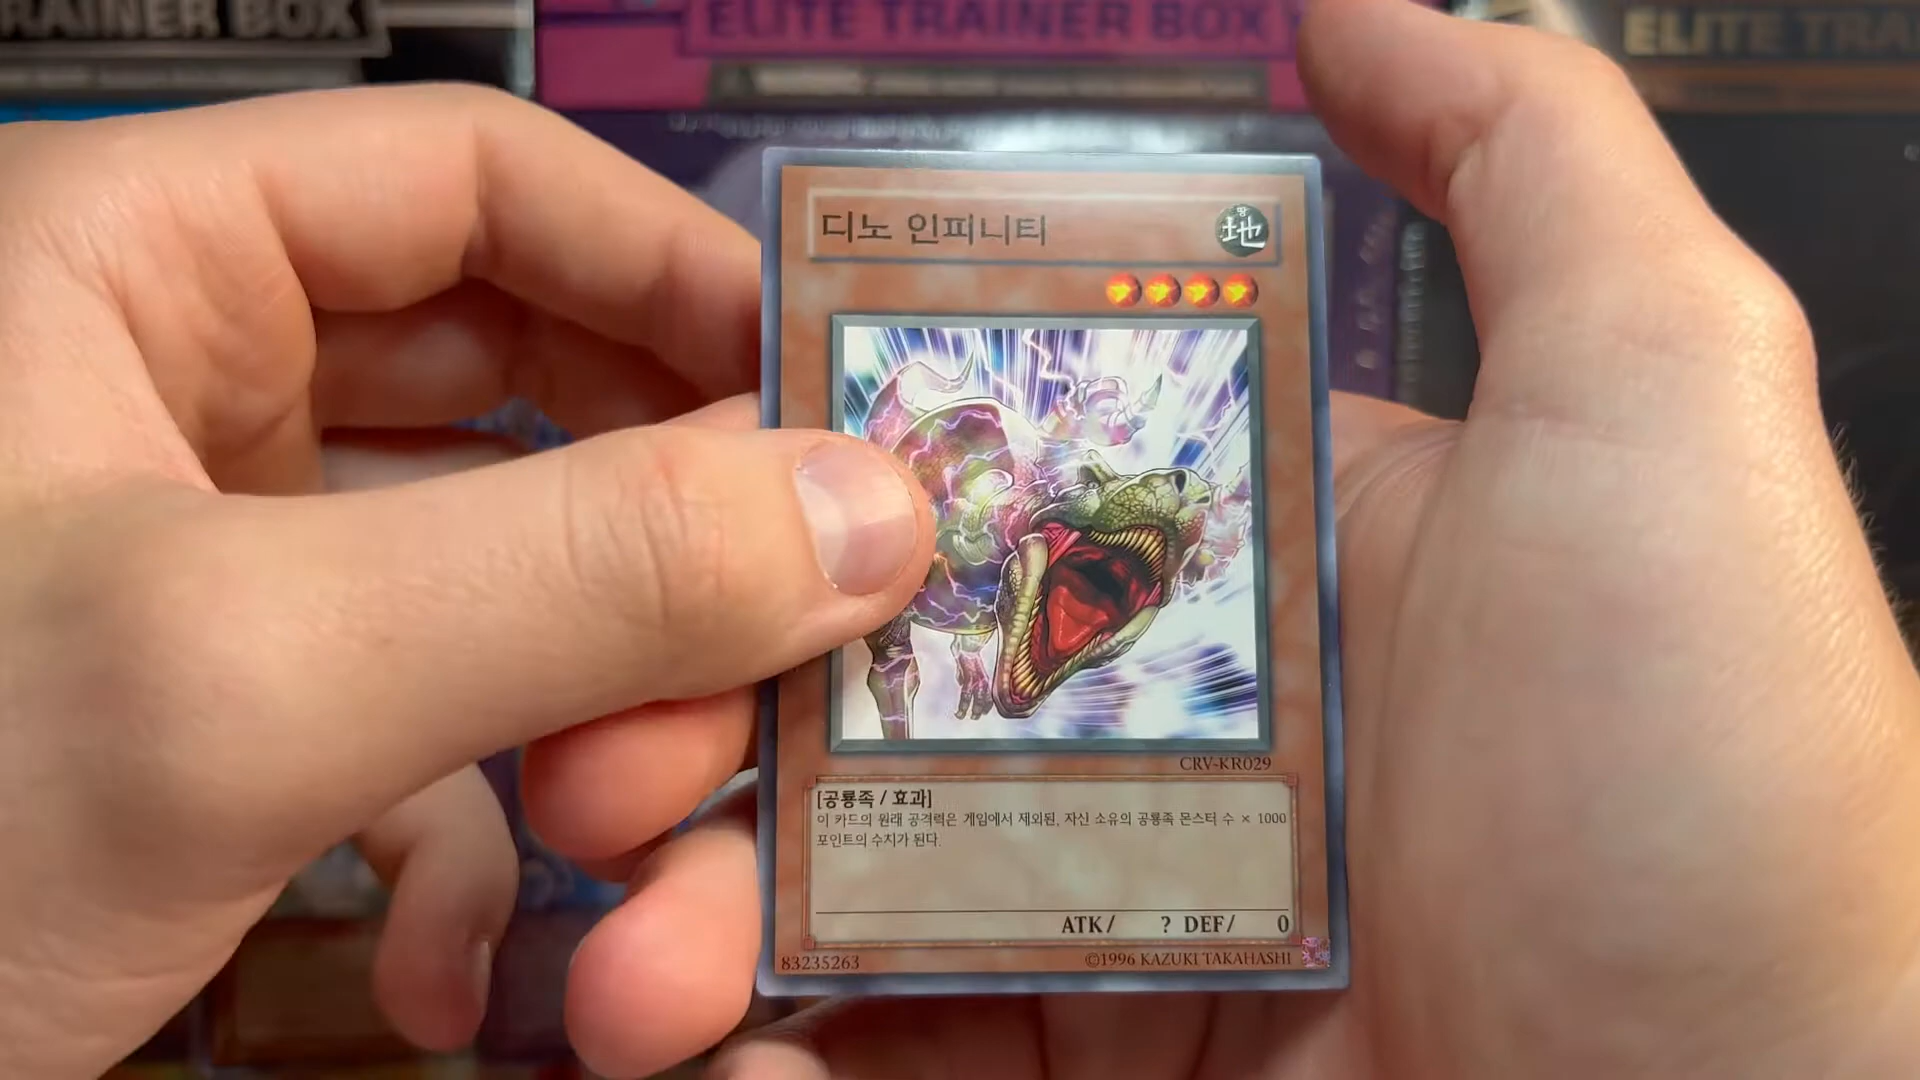 RAINER BOX
ELITE TRAINER BOX
ELITE TRA
디노 인피니티
땅
地
CRV-KR029
[공룡족 / 효과]
이 카드의 원래 공격력은 게임에서 제외된, 자신 소유의 공룡족 몬스터 수 × 1000
포인트의 수치가 된다.
ATK/ ? DEF/ 0
83235263
©1996 KAZUKI TAKAHASHI